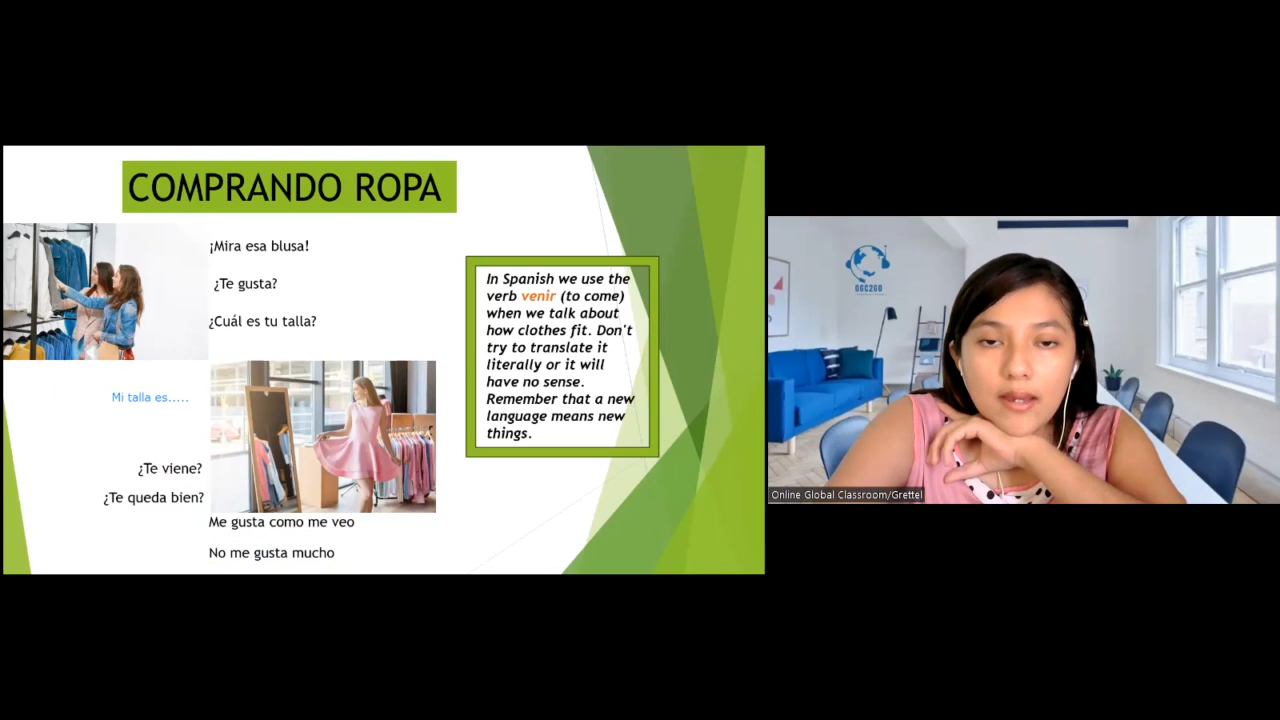 COMPRANDO ROPA
¡Mira esa blusa!
¿Te gusta?
¿Cuál es tu talla?
Mi talla es.....
¿Te viene?
¿Te queda bien?
Me gusta como me veo
No me gusta mucho
In Spanish we use the
verb venir (to come)
when we talk about
how clothes fit. Don't
try to translate it
literally or it will
have no sense.
Remember that a new
language means new
things.
OGC2GO
Online Global Classroom/Grettel